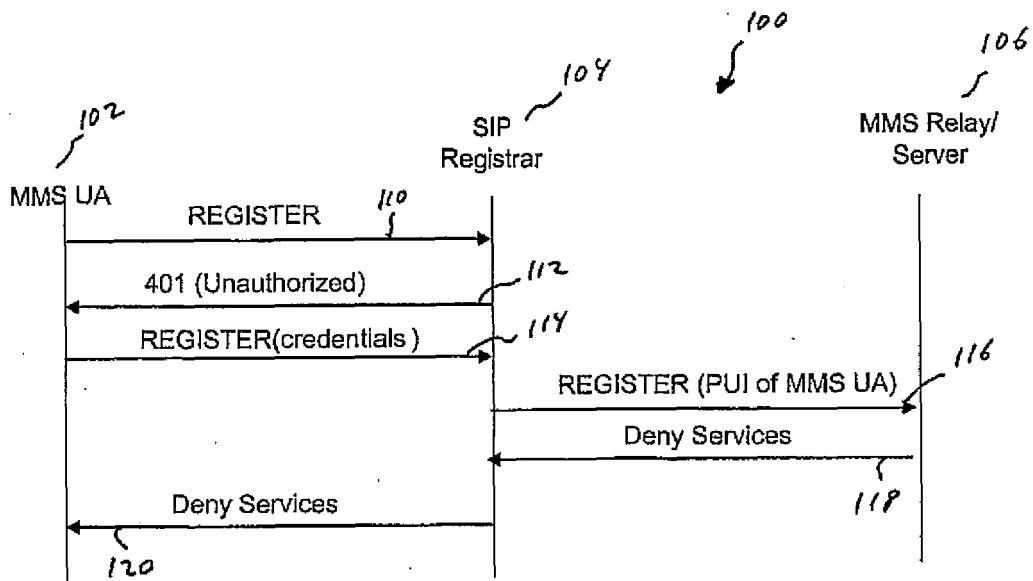 100
106
104
102
SIP
Registrar
MMS Relay/
Server
MMS UA
REGISTER
110
401 (Unauthorized)
112
REGISTER(credentials)
114
REGISTER (PUI of MMS UA)
116
Deny Services
118
Deny Services
120